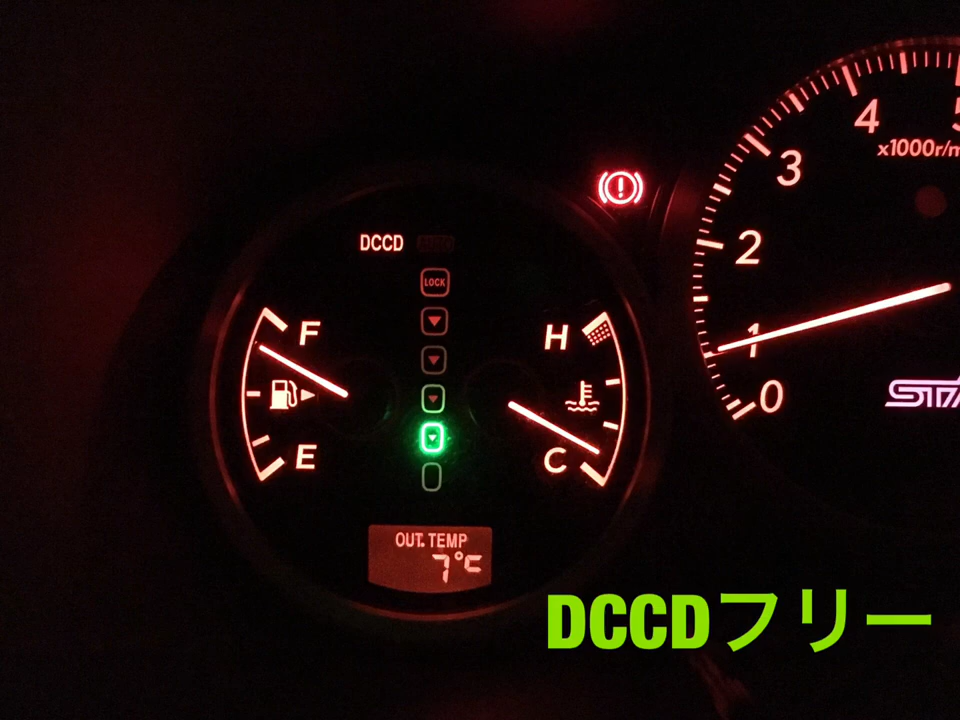 DCCD
LOCK
F
E
H
C
OUT. TEMP
7°C
4
5
x1000r/m
3
2
1
0
STI
DCCDフリー